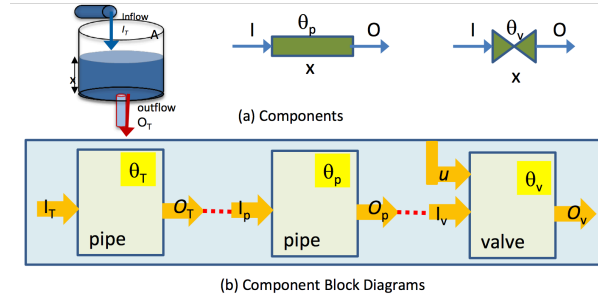 Inflow
I_T
A
x
outflow
O_T
I θ_p O
x
I θ_v O
x
(a) Components
θ_T θ_p u θ_v
I_T O_T I_p O_p I_v O_v
pipe pipe valve
(b) Component Block Diagrams